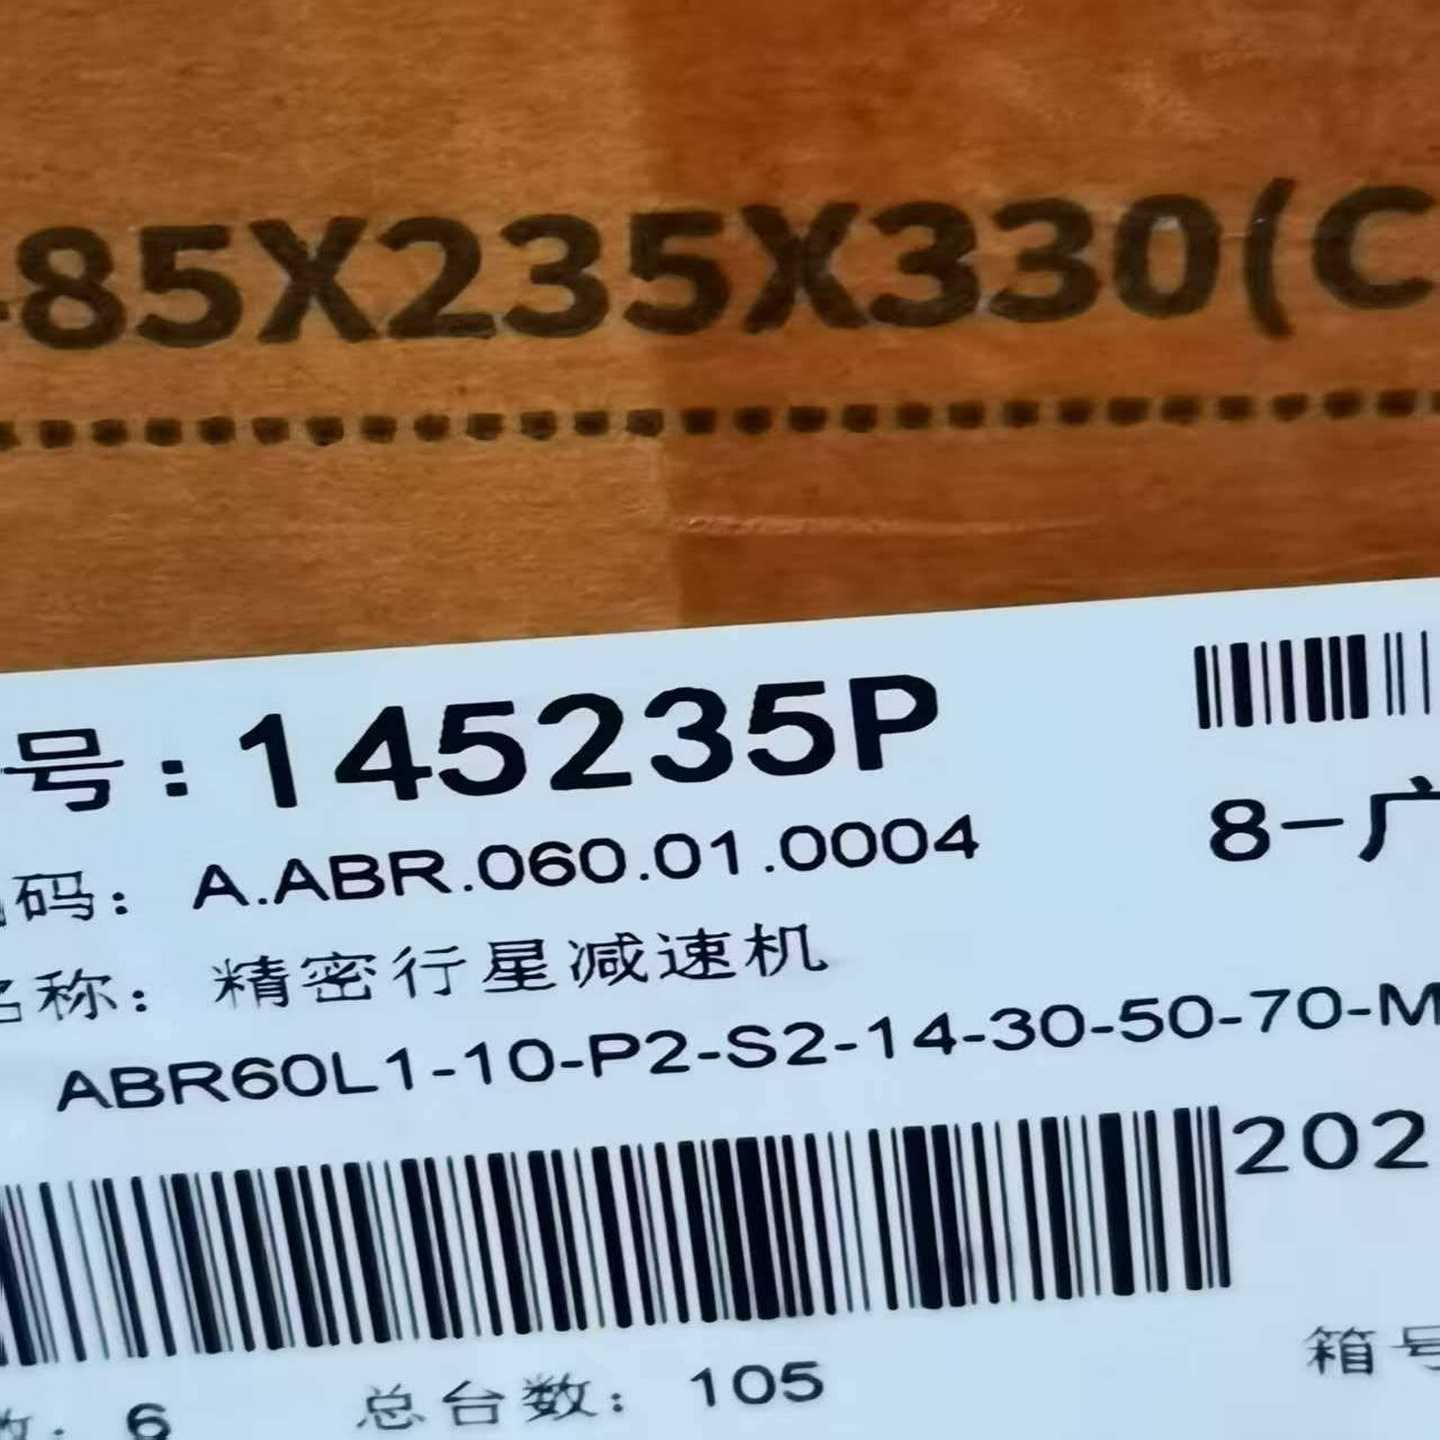 85X235X330(C
号:145235P
8-广
码: A.ABR.060.01.0004
名称: 精密行星减速机
ABR60L1-10-P2-S2-14-30-50-70-M
202
数: 6 总台数: 105
箱号